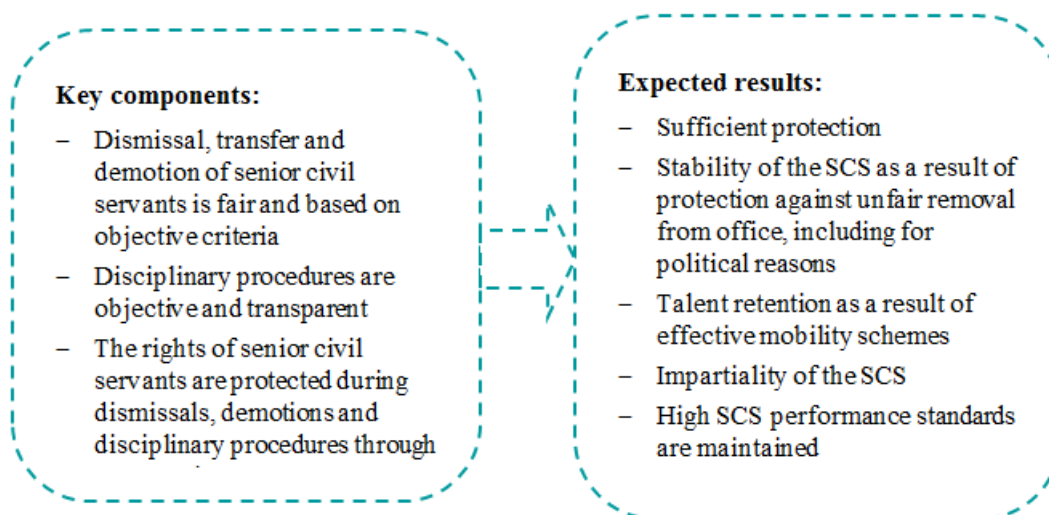 Key components:
– Dismissal, transfer and
demotion of senior civil
servants is fair and based on
objective criteria
– Disciplinary procedures are
objective and transparent
– The rights of senior civil
servants are protected during
dismissals, demotions and
disciplinary procedures through
Expected results:
– Sufficient protection
– Stability of the SCS as a result of
protection against unfair removal
from office, including for
political reasons
– Talent retention as a result of
effective mobility schemes
– Impartiality of the SCS
– High SCS performance standards
are maintained